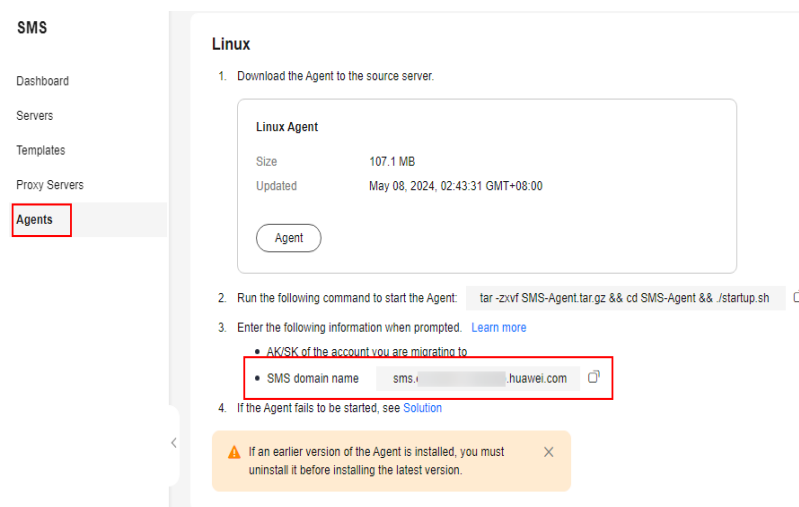 SMS
Dashboard
Servers
Templates
Proxy Servers
Agents
Linux
1. Download the Agent to the source server.
Linux Agent
Size 107.1 MB
Updated May 08, 2024, 02:43:31 GMT+08:00
Agent
2. Run the following command to start the Agent: tar -zxvf SMS-Agent.tar.gz && cd SMS-Agent && ./startup.sh
3. Enter the following information when prompted. Learn more
• AK/SK of the account you are migrating to
• SMS domain name sms. .huawei.com
4. If the Agent fails to be started, see Solution
If an earlier version of the Agent is installed, you must
uninstall it before installing the latest version.